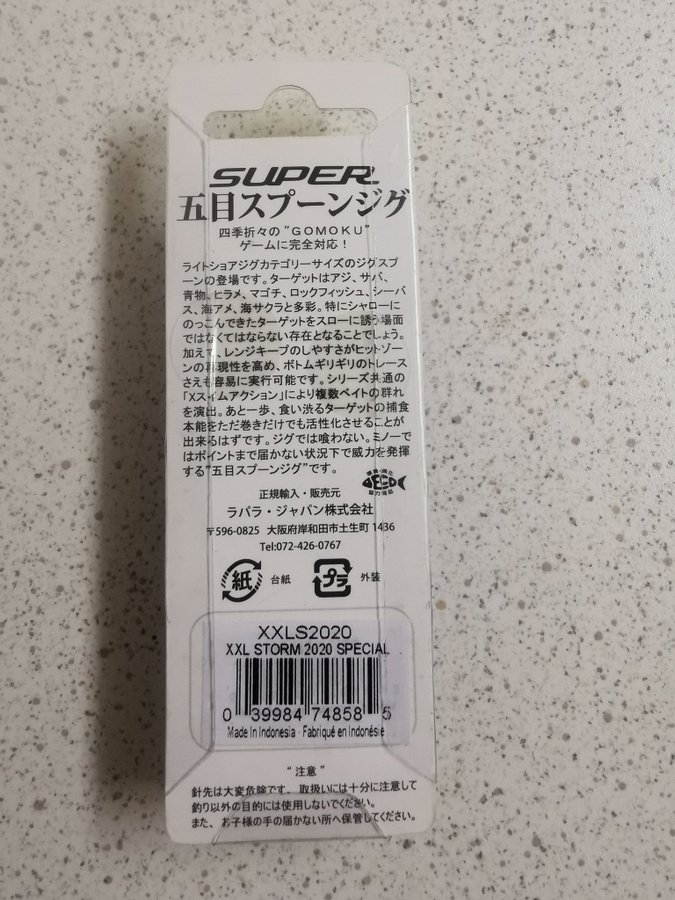 SUPER
五目スプーンジグ
四季折々の"GOMOKU"
ゲームに完全対応！
ライトショアジグカテゴリーサイズのジグスプ
ーンの登場です。ターゲットはアジ、サバ、
青物、ヒラメ、マゴチ、ロックフィッシュ、シーバ
ス、海アメ、海サクラと多彩。特にシャローに
のっこんできたターゲットをスローに誘う場面
ではなくてはならない存在となることでしょう。
加えて、レンジキープのしやすさがヒットゾー
ンの再現性を高め、ボトムギリギリのトレース
さえも容易に実行可能です。シリーズ共通の
「Xスイムアクション」により複数ベイトの群れ
を演出。あと一歩、食い渋るターゲットの捕食
本能をただ巻きだけでも活性化させることが
出来るはずです。ジグでは喰わない。ミノーで
はポイントまで届かない状況下で威力を発揮
する"五目スプーンジグ"です。
ECO
正規輸入・販売元
ラパラ・ジャパン株式会社
〒596-0825 大阪府岸和田市土生町1436
Tel:072-426-0767
紙 台紙 プラ 外装
XXLS2020
XXL STORM 2020 SPECIAL
0 39984 74858 5
Made In Indonesia · Fabriqué en Indonésie
"注意"
針先は大変危険です、取扱いには十分に注意して
釣り以外の目的には使用しないでください。
また、お子様の手の届かない所へ保管してください。